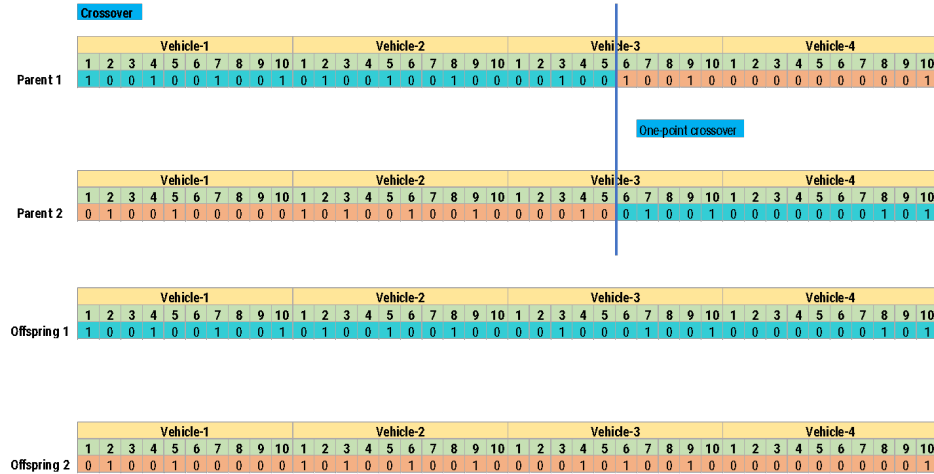 Crossover
Vehicle-1 Vehicle-2 Vehicle-3 Vehicle-4
1 2 3 4 5 6 7 8 9 10 1 2 3 4 5 6 7 8 9 10 1 2 3 4 5 6 7 8 9 10 1 2 3 4 5 6 7 8 9 10
Parent 1 1 0 0 1 0 0 1 0 0 1 0 1 0 0 1 0 0 1 0 0 0 0 1 0 0 1 0 0 1 0 0 0 0 0 0 0 0 0 0 1
One-point crossover
Vehicle-1 Vehicle-2 Vehicle-3 Vehicle-4
1 2 3 4 5 6 7 8 9 10 1 2 3 4 5 6 7 8 9 10 1 2 3 4 5 6 7 8 9 10 1 2 3 4 5 6 7 8 9 10
Parent 2 0 1 0 0 1 0 0 0 0 0 1 0 1 0 0 1 0 0 1 0 0 0 0 1 0 0 1 0 0 1 0 0 0 0 0 0 0 1 0 1
Vehicle-1 Vehicle-2 Vehicle-3 Vehicle-4
1 2 3 4 5 6 7 8 9 10 1 2 3 4 5 6 7 8 9 10 1 2 3 4 5 6 7 8 9 10 1 2 3 4 5 6 7 8 9 10
Offspring 1 1 0 0 1 0 0 1 0 0 1 0 1 0 0 1 0 0 1 0 0 0 0 1 0 0 0 1 0 0 1 0 0 0 0 0 0 0 1 0 1
Vehicle-1 Vehicle-2 Vehicle-3 Vehicle-4
1 2 3 4 5 6 7 8 9 10 1 2 3 4 5 6 7 8 9 10 1 2 3 4 5 6 7 8 9 10 1 2 3 4 5 6 7 8 9 10
Offspring 2 0 1 0 0 1 0 0 0 0 0 1 0 1 0 0 1 0 0 1 0 0 0 0 1 0 1 0 0 1 0 0 0 0 0 0 0 0 0 0 1